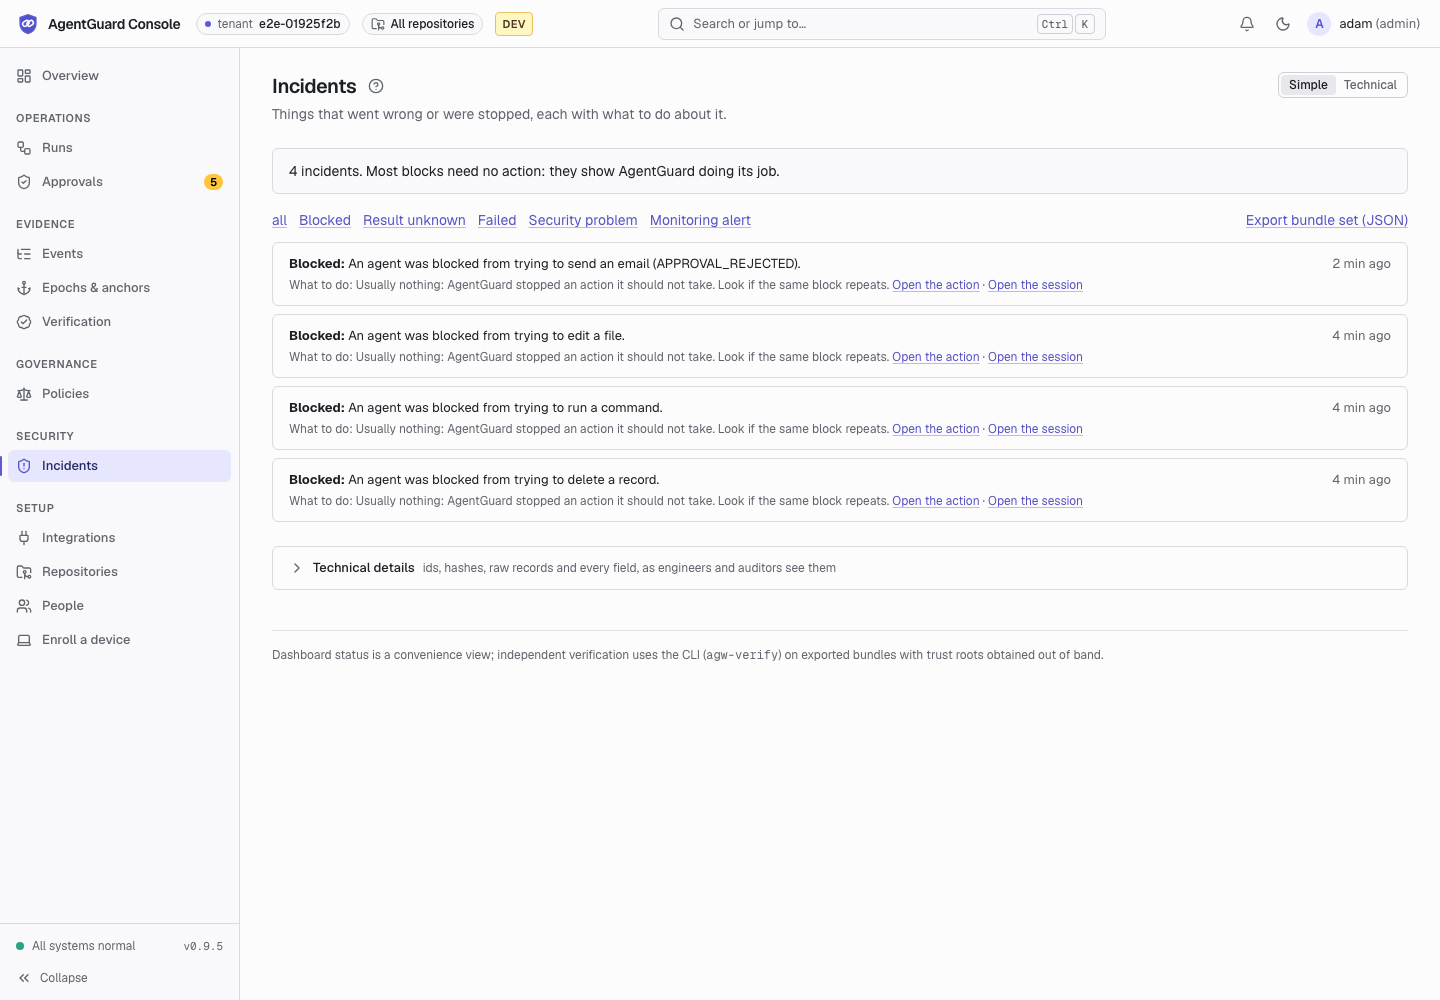 AgentGuard Console
tenant e2e-01925f2b
All repositories
DEV
Search or jump to…
Ctrl K
A
adam (admin)
Overview
OPERATIONS
Runs
Approvals 5
EVIDENCE
Events
Epochs & anchors
Verification
GOVERNANCE
Policies
SECURITY
Incidents
SETUP
Integrations
Repositories
People
Enroll a device
All systems normal v0.9.5
Collapse
Incidents
Simple Technical
Things that went wrong or were stopped, each with what to do about it.
4 incidents. Most blocks need no action: they show AgentGuard doing its job.
all Blocked Result unknown Failed Security problem Monitoring alert Export bundle set (JSON)
Blocked: An agent was blocked from trying to send an email (APPROVAL_REJECTED). 2 min ago
What to do: Usually nothing: AgentGuard stopped an action it should not take. Look if the same block repeats. Open the action · Open the session
Blocked: An agent was blocked from trying to edit a file. 4 min ago
What to do: Usually nothing: AgentGuard stopped an action it should not take. Look if the same block repeats. Open the action · Open the session
Blocked: An agent was blocked from trying to run a command. 4 min ago
What to do: Usually nothing: AgentGuard stopped an action it should not take. Look if the same block repeats. Open the action · Open the session
Blocked: An agent was blocked from trying to delete a record. 4 min ago
What to do: Usually nothing: AgentGuard stopped an action it should not take. Look if the same block repeats. Open the action · Open the session
Technical details ids, hashes, raw records and every field, as engineers and auditors see them
Dashboard status is a convenience view; independent verification uses the CLI (agw-verify) on exported bundles with trust roots obtained out of band.